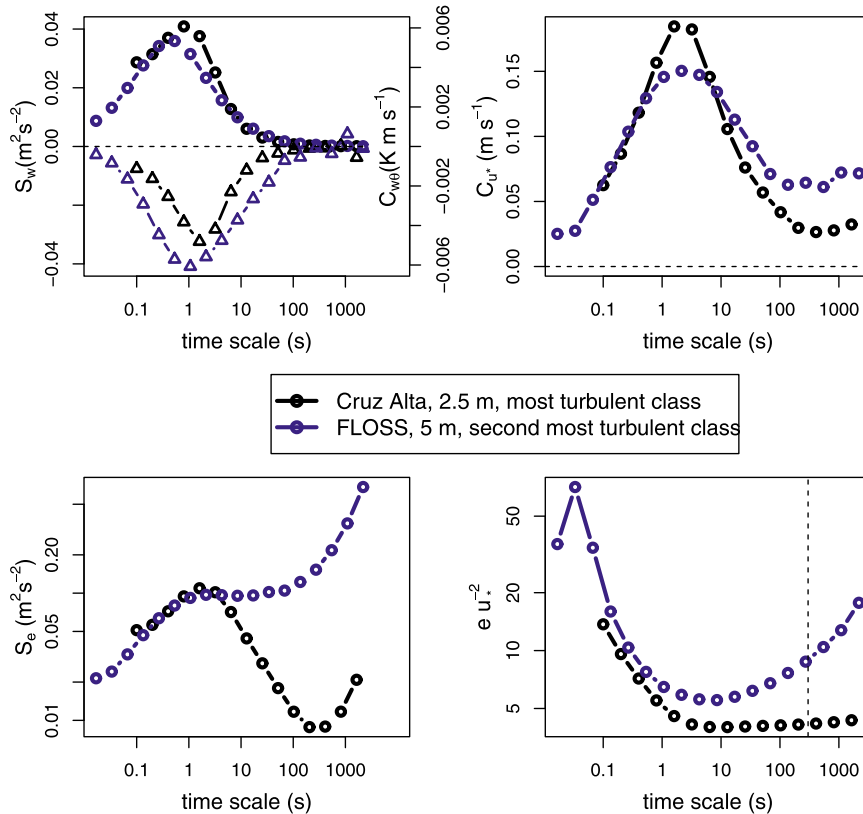 S_w(m²s⁻²)
−0.04
0.00
0.02
0.04
C_wθ(K m s⁻¹)
−0.006
−0.002
0.002
0.006
0.1 1 10 100 1000
time scale (s)
C_u* (m s⁻¹)
0.00
0.05
0.10
0.15
0.1 1 10 100 1000
time scale (s)
Cruz Alta, 2.5 m, most turbulent class
FLOSS, 5 m, second most turbulent class
S_e (m²s⁻²)
0.01
0.05
0.20
0.1 1 10 100 1000
time scale (s)
e u_*⁻²
5
10
20
50
0.1 1 10 100 1000
time scale (s)